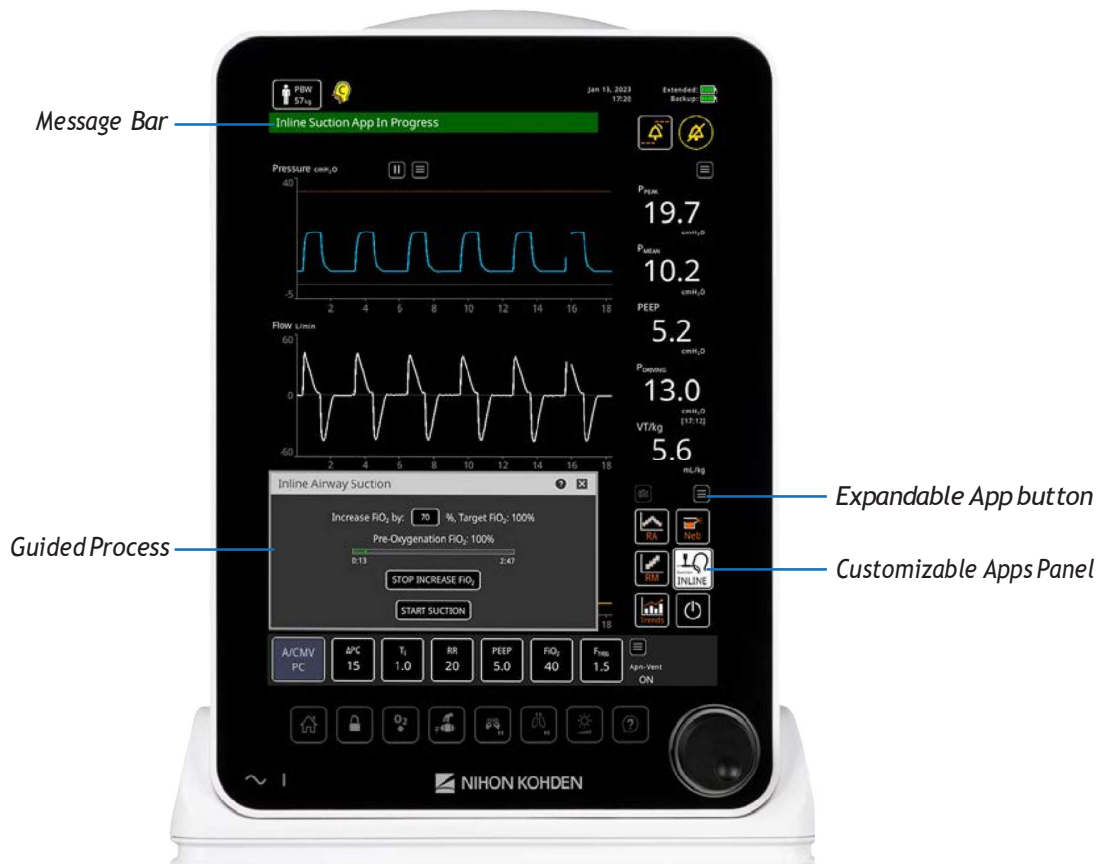 PBW
57kg
Jan 13, 2023
17:20
Extended:
Backup:
Message Bar
Inline Suction App In Progress
Pressure cmH₂O
40
-5
2 4 6 8 10 12 14 16 18
Flow L/min
60
0
-60
2 4 6 8 10 12 14 16 18
PPEAK
19.7
cmH₂O
PMEAN
10.2
cmH₂O
PEEP
5.2
cmH₂O
PDRIVING
13.0
cmH₂O
[17:12]
VT/kg
5.6
mL/kg
Inline Airway Suction
Increase FiO₂ by: 70 %, Target FiO₂: 100%
Pre-Oxygenation FiO₂: 100%
0:13 2:47
STOP INCREASE FiO₂
START SUCTION
18
Guided Process
Expandable App button
Customizable Apps Panel
RA
Neb
RM
INLINE
Trends
A/CMV
PC
ΔPC
15
TI
1.0
RR
20
PEEP
5.0
FiO₂
40
FTRIG
1.5
Apn-Vent
ON
O₂
NIHON KOHDEN